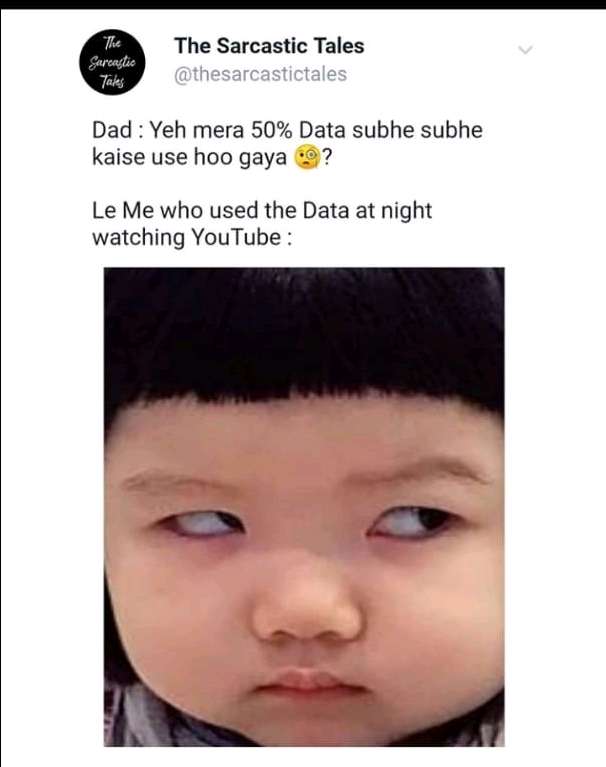 The
Sarcastic
Tales
The Sarcastic Tales
@thesarcastictales
Dad : Yeh mera 50% Data subhe subhe
kaise use hoo gaya 🧐?
Le Me who used the Data at night
watching YouTube :